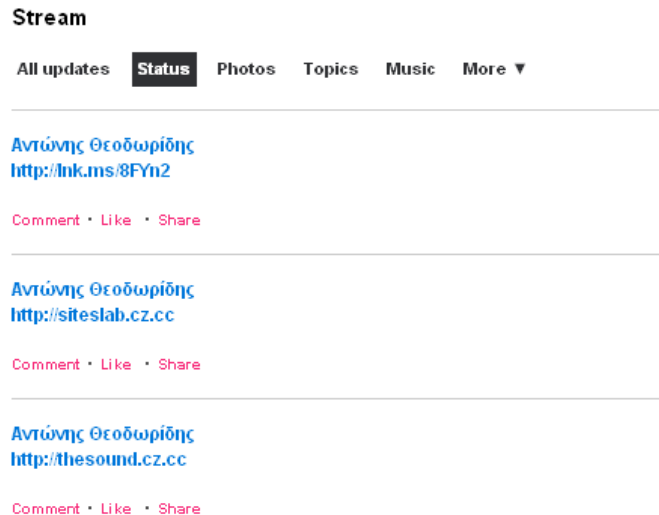 Stream
All updates Status Photos Topics Music More ▼
Αντώνης Θεοδωρίδης
http://lnk.ms/8FYn2
Comment · Like · Share
Αντώνης Θεοδωρίδης
http://siteslab.cz.cc
Comment · Like · Share
Αντώνης Θεοδωρίδης
http://thesound.cz.cc
Comment · Like · Share